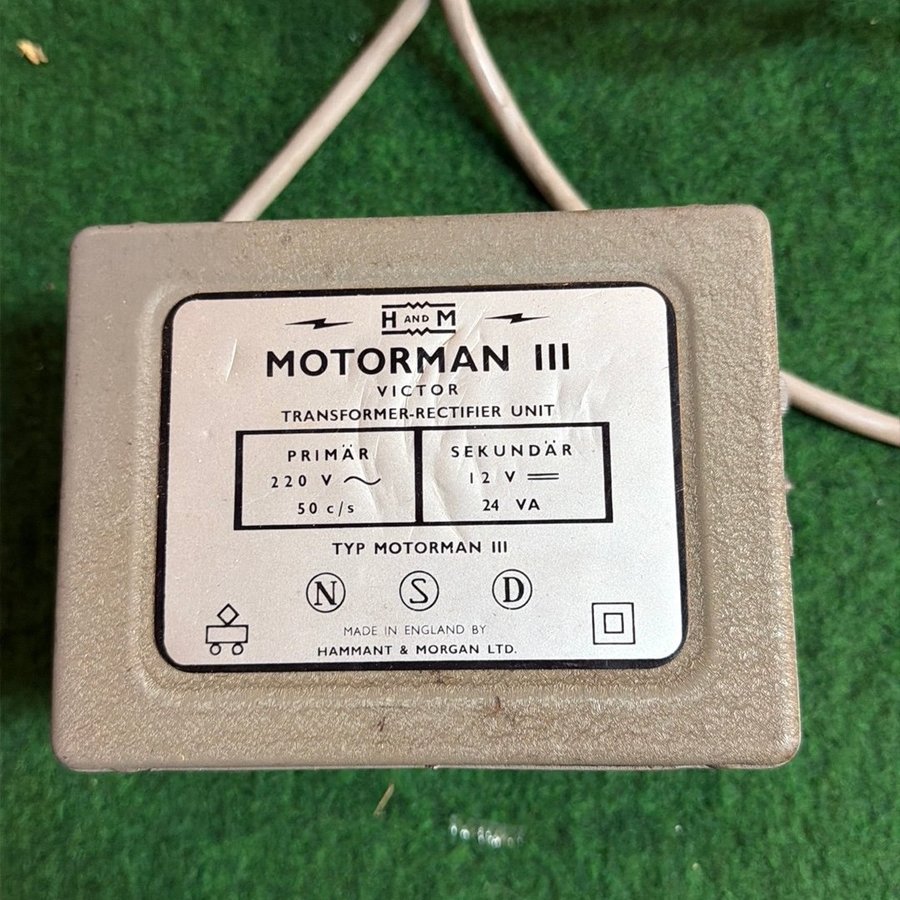 H AND M
MOTORMAN III
VICTOR
TRANSFORMER-RECTIFIER UNIT
PRIMÄR
220 V ~
50 c/s
SEKUNDÄR
12 V ⎓
24 VA
TYP MOTORMAN III
N S D
MADE IN ENGLAND BY
HAMMANT & MORGAN LTD.